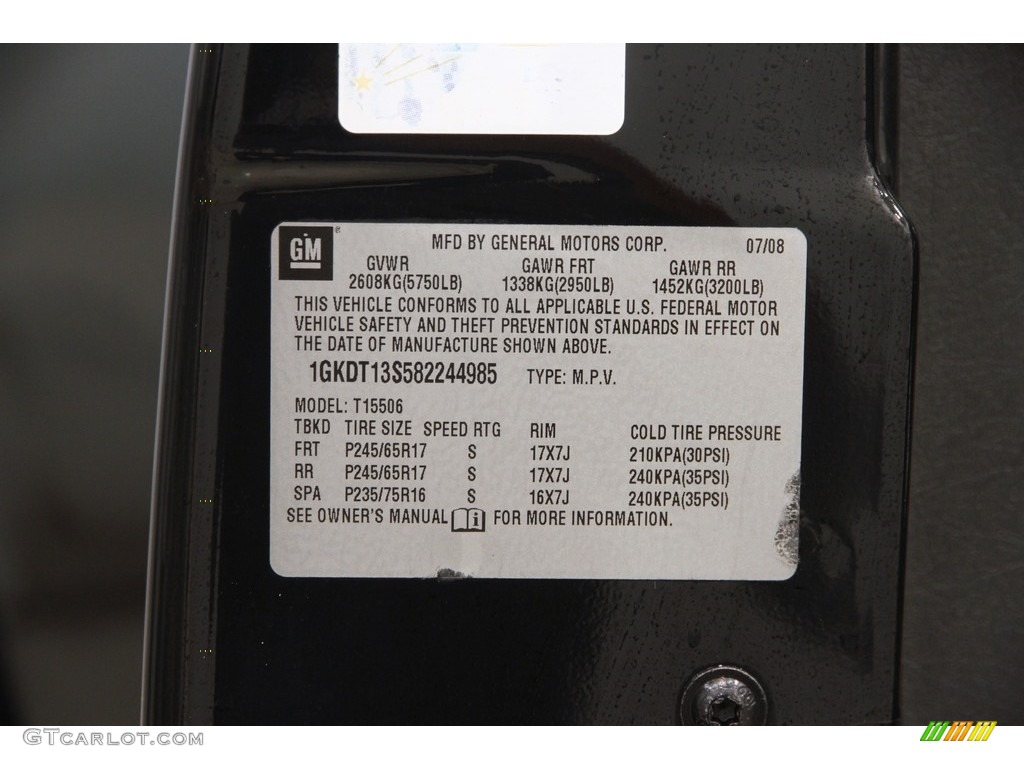 GM ®
MFD BY GENERAL MOTORS CORP. 07/08
GVWR GAWR FRT GAWR RR
2608KG(5750LB) 1338KG(2950LB) 1452KG(3200LB)
THIS VEHICLE CONFORMS TO ALL APPLICABLE U.S. FEDERAL MOTOR
VEHICLE SAFETY AND THEFT PREVENTION STANDARDS IN EFFECT ON
THE DATE OF MANUFACTURE SHOWN ABOVE.
1GKDT13S582244985 TYPE: M.P.V.
MODEL: T15506
TBKD TIRE SIZE SPEED RTG RIM COLD TIRE PRESSURE
FRT P245/65R17 S 17X7J 210KPA(30PSI)
RR P245/65R17 S 17X7J 240KPA(35PSI)
SPA P235/75R16 S 16X7J 240KPA(35PSI)
SEE OWNER'S MANUAL i FOR MORE INFORMATION.
GTCarLot.com